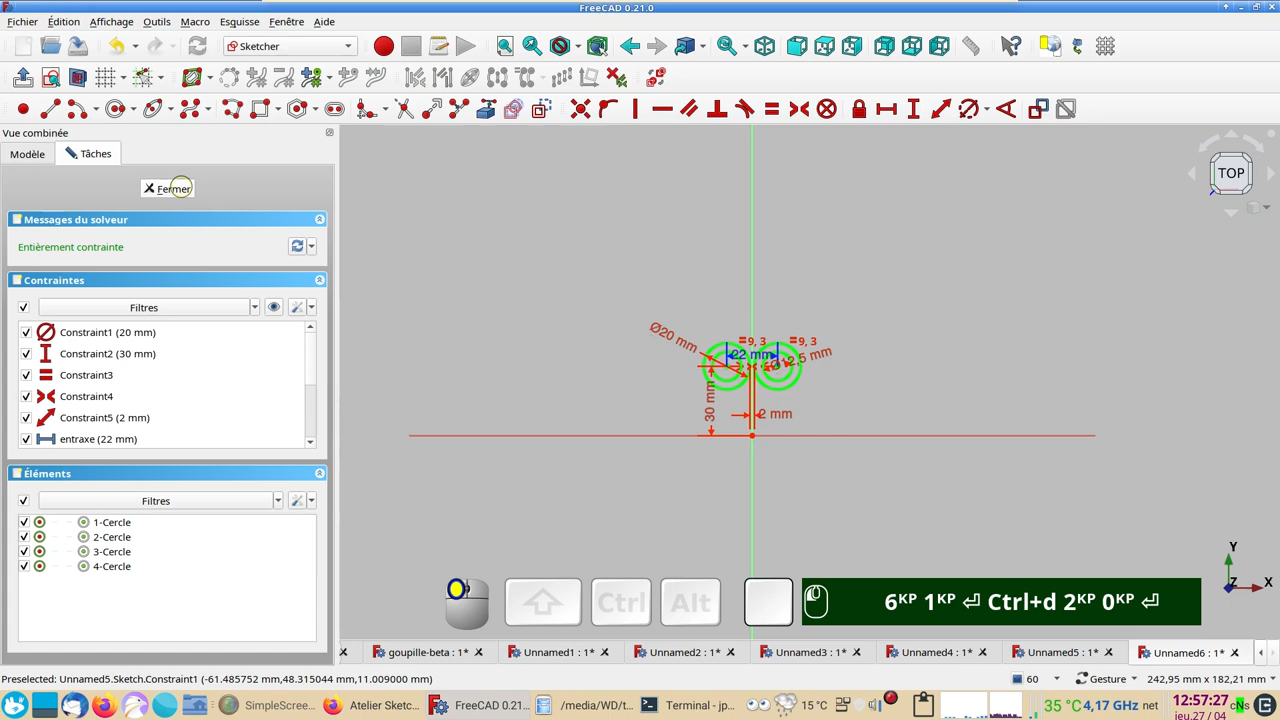 FreeCAD 0.21.0
Fichier Édition Affichage Outils Macro Esquisse Fenêtre Aide
Sketcher
Vue combinée
Modèle Tâches
Fermer
Messages du solveur
Entièrement contrainte
Contraintes
Filtres
Constraint1 (20 mm)
Constraint2 (30 mm)
Constraint3
Constraint4
Constraint5 (2 mm)
entraxe (22 mm)
Éléments
Filtres
1-Cercle
2-Cercle
3-Cercle
4-Cercle
TOP
Ø20 mm
=9, 3 =9, 3
22 mm
2,5 mm
30 mm
2 mm
Y
Z X
Ctrl Alt
6KP 1KP ⏎ Ctrl+d 2KP 0KP ⏎
goupille-beta : 1* Unnamed1 : 1* Unnamed2 : 1* Unnamed3 : 1* Unnamed4 : 1* Unnamed5 : 1* Unnamed6 : 1*
Preselected: Unnamed5.Sketch.Constraint1 (-61.485752 mm,48.315044 mm,11.009000 mm) 60 Gesture 242,95 mm x 182,21 mm
SimpleScree... Atelier Sketc... FreeCAD 0.21... /media/WD/t... Terminal - jp... 15 °C 35 °C 4,17 GHz net 12:57:27
jeu.27 / 04